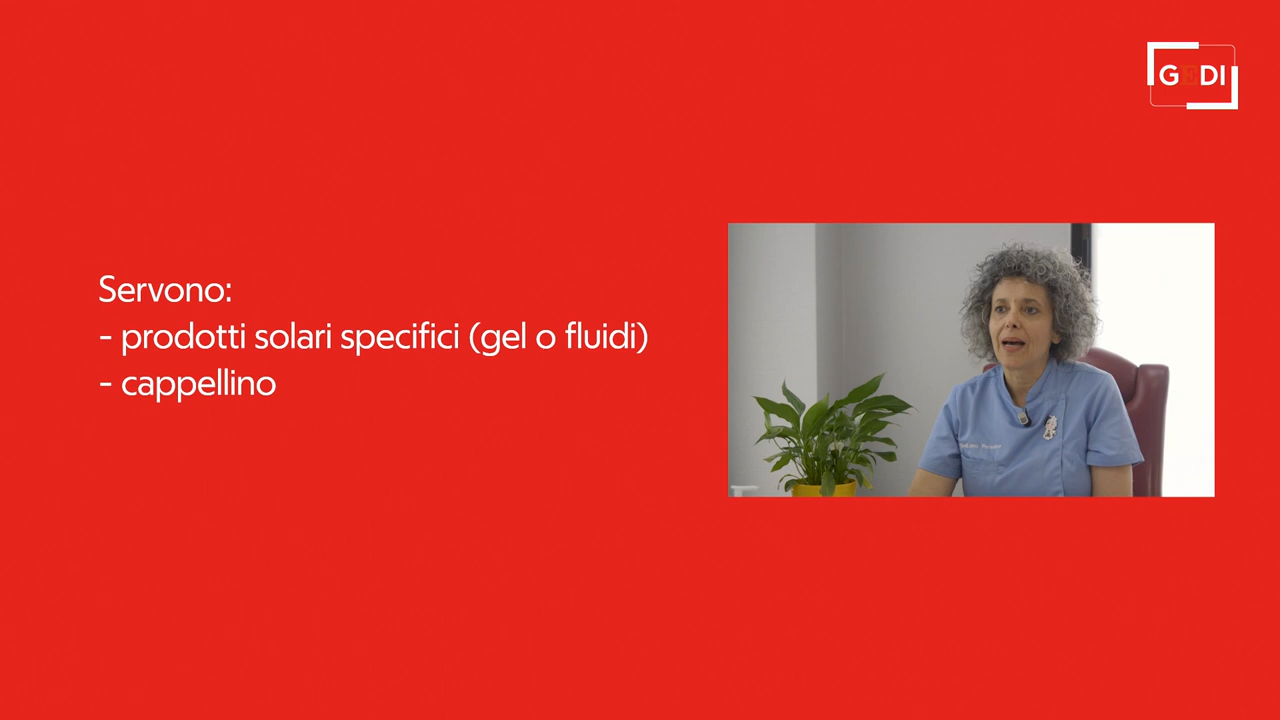 GEDI
Servono:
- prodotti solari specifici (gel o fluidi)
- cappellino